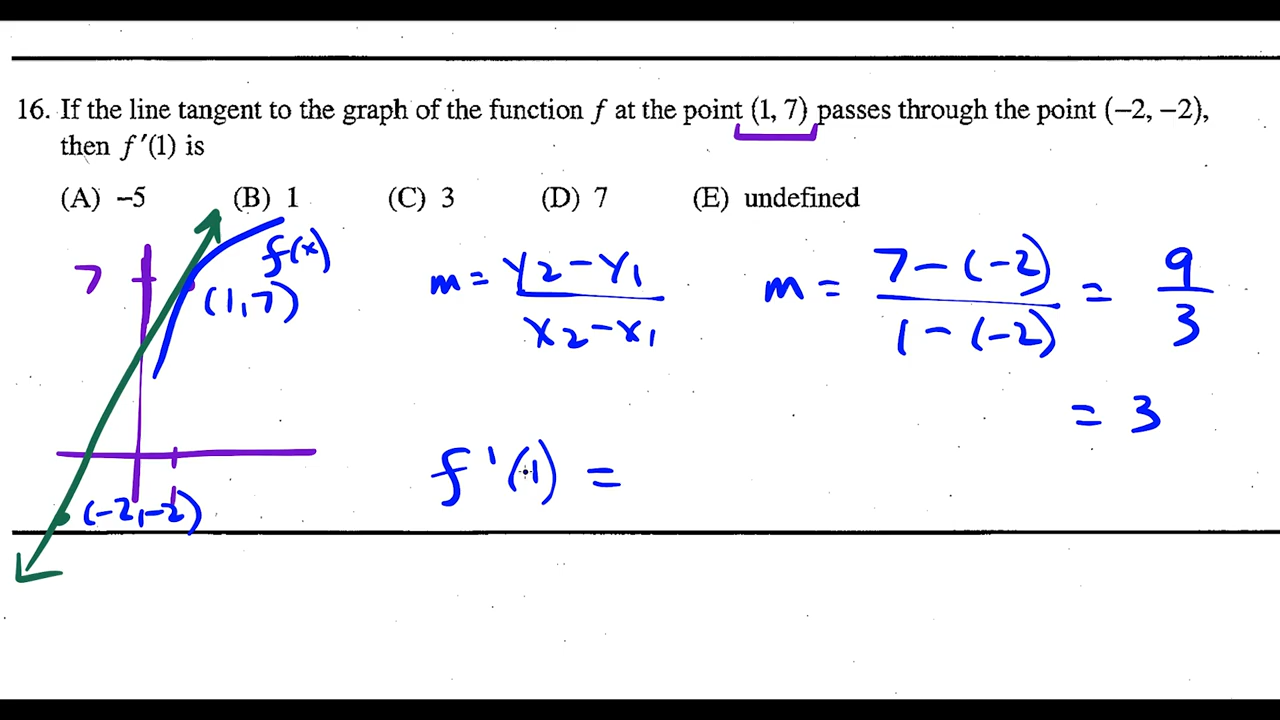 16. If the line tangent to the graph of the function f at the point (1, 7) passes through the point (–2, –2),
then f ′(1) is
(A) –5 (B) 1 (C) 3 (D) 7 (E) undefined
f(x)
7
(1,7)
m = y2-y1 / x2-x1
m = 7-(-2) / 1-(-2) = 9/3
= 3
f'(1) =
(-2,-2)
1